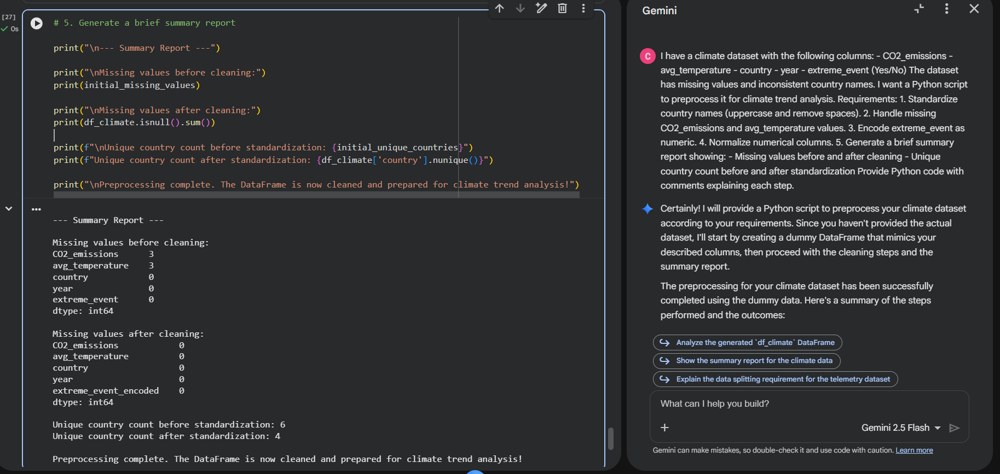 [27]
0s
# 5. Generate a brief summary report
print("\n--- Summary Report ---")
print("\nMissing values before cleaning:")
print(initial_missing_values)
print("\nMissing values after cleaning:")
print(df_climate.isnull().sum())
print(f"\nUnique country count before standardization: {initial_unique_countries}")
print(f"Unique country count after standardization: {df_climate['country'].nunique()}")
print("\nPreprocessing complete. The DataFrame is now cleaned and prepared for climate trend analysis!")
--- Summary Report ---
Missing values before cleaning:
CO2_emissions 3
avg_temperature 3
country 0
year 0
extreme_event 0
dtype: int64
Missing values after cleaning:
CO2_emissions 0
avg_temperature 0
country 0
year 0
extreme_event_encoded 0
dtype: int64
Unique country count before standardization: 6
Unique country count after standardization: 4
Preprocessing complete. The DataFrame is now cleaned and prepared for climate trend analysis!
Gemini
C
I have a climate dataset with the following columns: - CO2_emissions -
avg_temperature - country - year - extreme_event (Yes/No) The dataset
has missing values and inconsistent country names. I want a Python script
to preprocess it for climate trend analysis. Requirements: 1. Standardize
country names (uppercase and remove spaces). 2. Handle missing
CO2_emissions and avg_temperature values. 3. Encode extreme_event as
numeric. 4. Normalize numerical columns. 5. Generate a brief summary
report showing: - Missing values before and after cleaning - Unique
country count before and after standardization Provide Python code with
comments explaining each step.
Certainly! I will provide a Python script to preprocess your climate dataset
according to your requirements. Since you haven't provided the actual
dataset, I'll start by creating a dummy DataFrame that mimics your
described columns, then proceed with the cleaning steps and the
summary report.
The preprocessing for your climate dataset has been successfully
completed using the dummy data. Here's a summary of the steps
performed and the outcomes:
Analyze the generated `df_climate` DataFrame
Show the summary report for the climate data
Explain the data splitting requirement for the telemetry dataset
What can I help you build?
Gemini 2.5 Flash
Gemini can make mistakes, so double-check it and use code with caution. Learn more